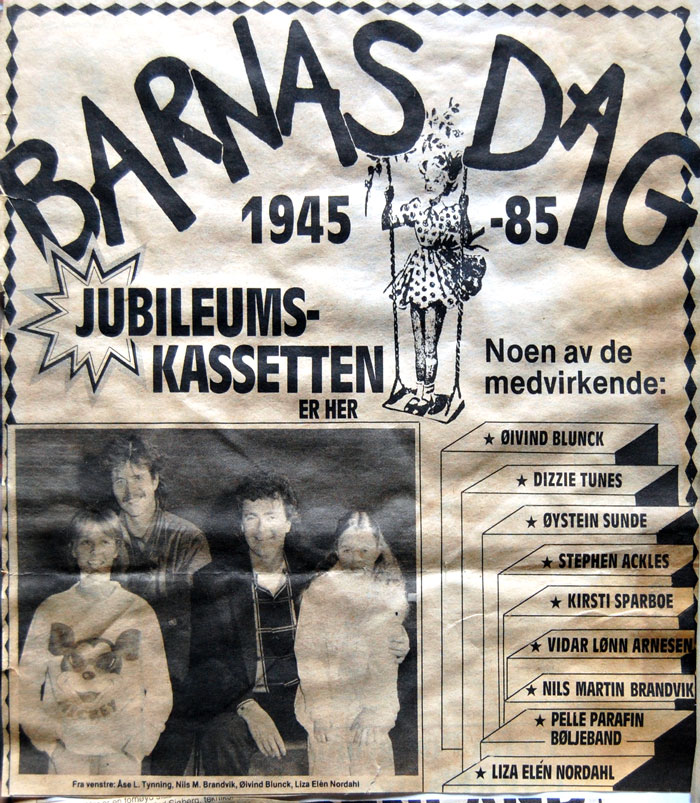 BARNAS DAG
1945 -85
JUBILEUMS-
KASSETTEN
ER HER
Noen av de
medvirkende:
★ ØIVIND BLUNCK
★ DIZZIE TUNES
★ ØYSTEIN SUNDE
★ STEPHEN ACKLES
★ KIRSTI SPARBOE
★ VIDAR LØNN ARNESEN
★ NILS MARTIN BRANDVIK
★ PELLE PARAFIN
BØLJEBAND
★ LIZA ELÉN NORDAHL
MICKEY
Fra venstre: Åse L. Tynning, Nils M. Brandvik, Øivind Blunck, Liza Elén Nordahl